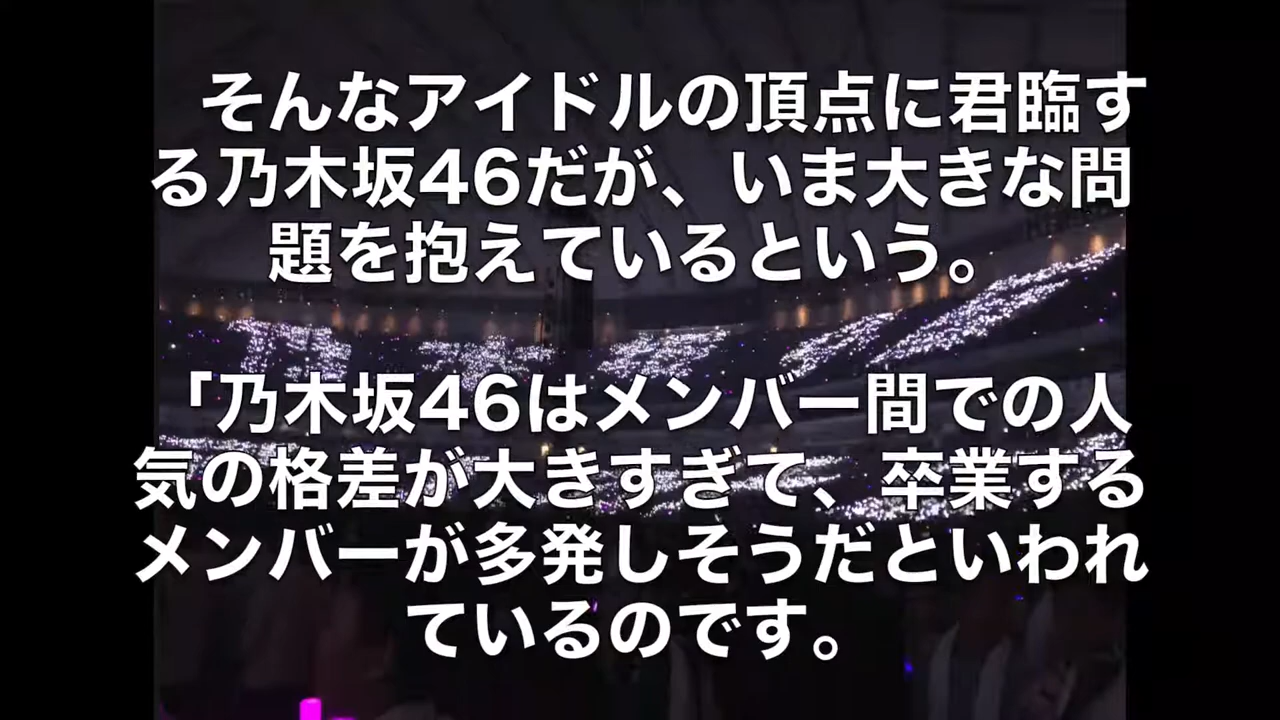 そんなアイドルの頂点に君臨す
る乃木坂46だが、いま大きな問
題を抱えているという。
「乃木坂46はメンバー間での人
気の格差が大きすぎて、卒業する
メンバーが多発しそうだといわれ
ているのです。